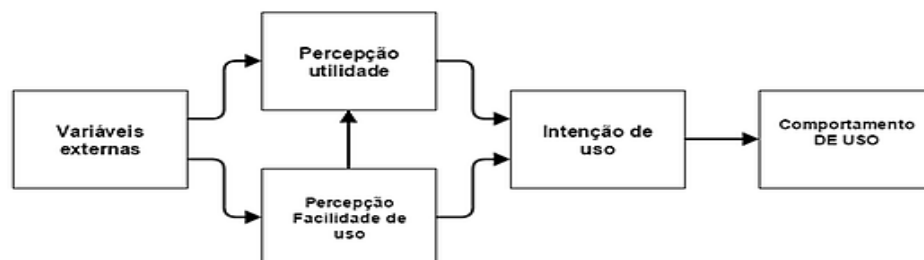 Percepção
utilidade
Variáveis
externas
Percepção
Facilidade de
uso
Intenção de
uso
Comportamento
DE USO